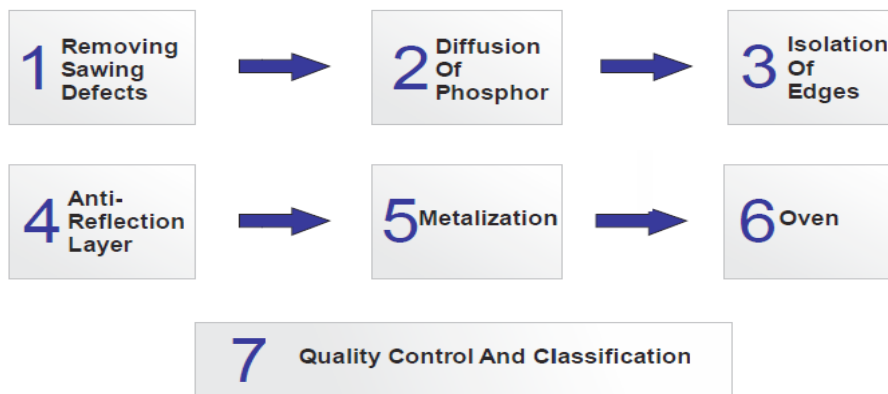 1 Removing
Sawing
Defects
2 Diffusion
Of
Phosphor
3 Isolation
Of
Edges
4 Anti-
Reflection
Layer
5 Metalization
6 Oven
7 Quality Control And Classification